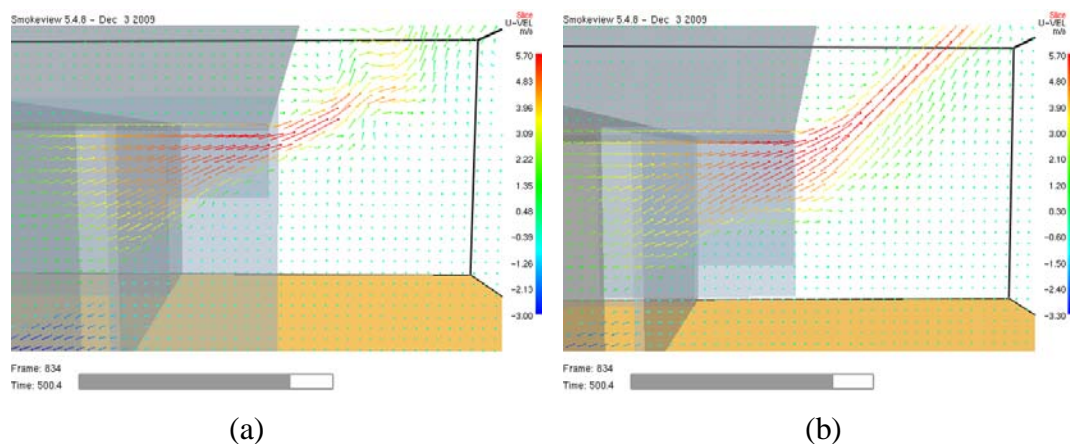 Smokeview 5.4.8 - Dec 3 2009
Slice
U-VEL
m/s
5.70
4.83
3.96
3.09
2.22
1.35
0.48
-0.39
-1.26
-2.13
-3.00
Frame: 834
Time: 500.4
(a)
Smokeview 5.4.8 - Dec 3 2009
Slice
U-VEL
m/s
5.70
4.80
3.90
3.00
2.10
1.20
0.30
-0.60
-1.50
-2.40
-3.30
Frame: 834
Time: 500.4
(b)